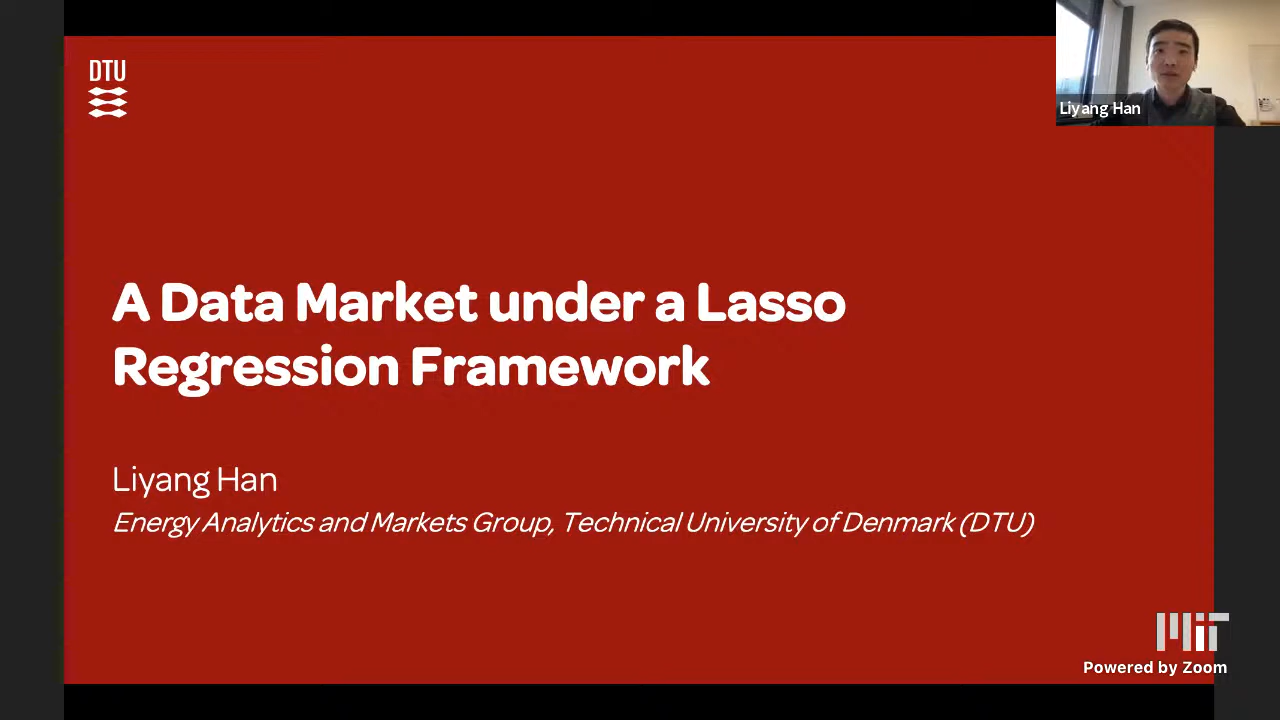 DTU
Liyang Han
A Data Market under a Lasso
Regression Framework
Liyang Han
Energy Analytics and Markets Group, Technical University of Denmark (DTU)
MIT
Powered by Zoom